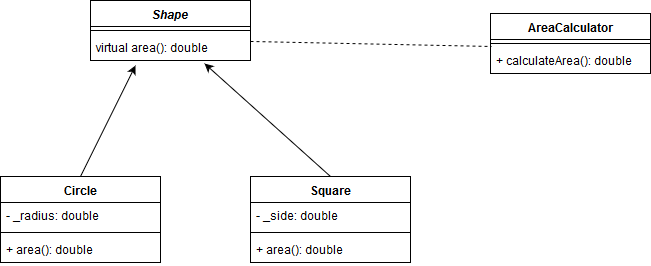 Shape
virtual area(): double
AreaCalculator
+ calculateArea(): double
Circle
- _radius: double
+ area(): double
Square
- _side: double
+ area(): double